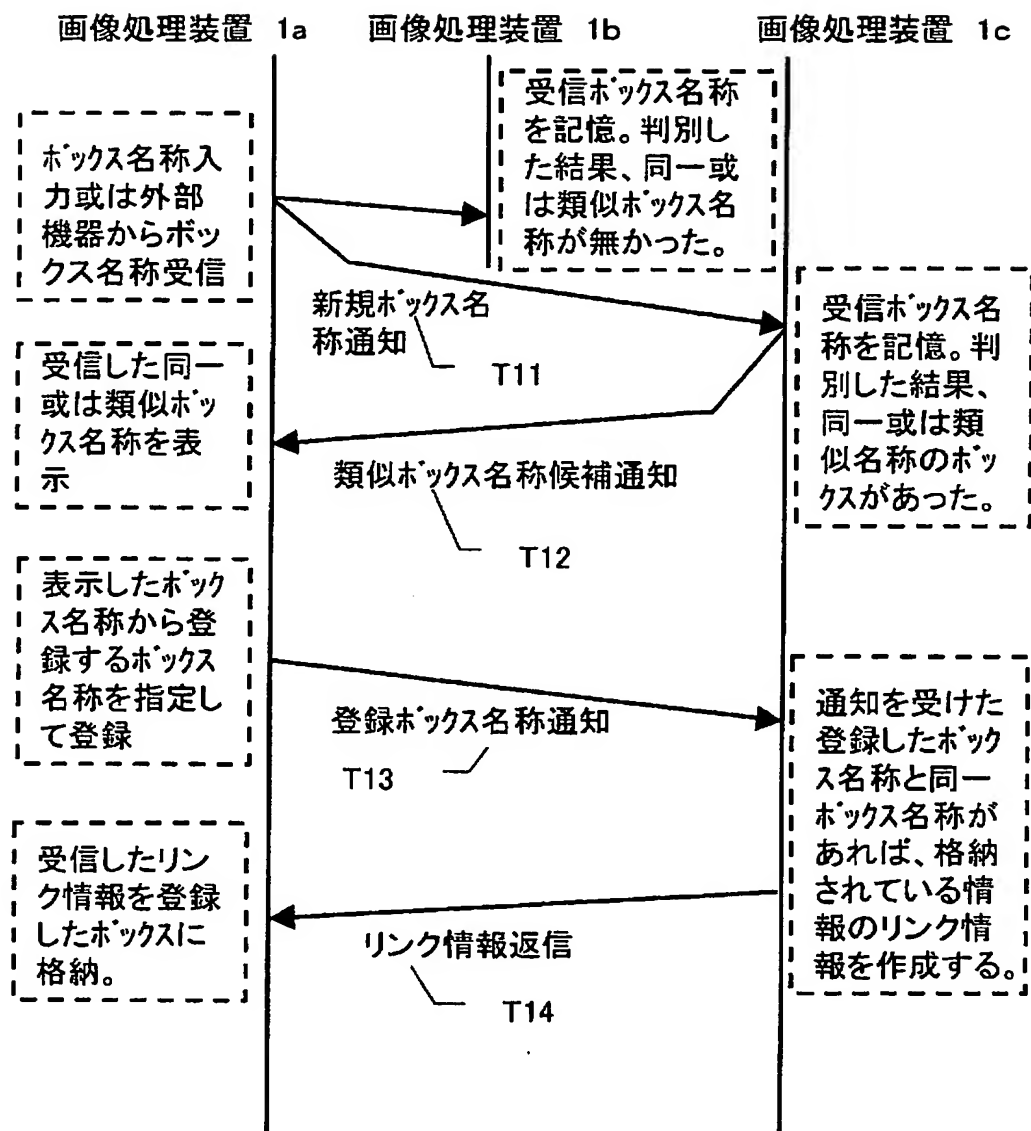 画像処理装置 1a
画像処理装置 1b
画像処理装置 1c
受信ボックス名称
を記憶。判別し
た結果、同一或
は類似ボックス名
称が無かった。
ボックス名称入
力或は外部
機器からボッ
クス名称受信
新規ボックス名
称通知
T11
受信ボックス名
称を記憶。判
別した結果、
同一或は類
似名称のボッ
クスがあった。
受信した同一
或は類似ボッ
クス名称を表
示
類似ボックス名称候補通知
T12
表示したボック
ス名称から登
録するボックス
名称を指定し
て登録
登録ボックス名称通知
T13
通知を受けた
登録したボック
ス名称と同一
ボックス名称が
あれば、格納
されている情
報のリンク情
報を作成する。
受信したリン
ク情報を登録
したボックスに
格納。
リンク情報返信
T14